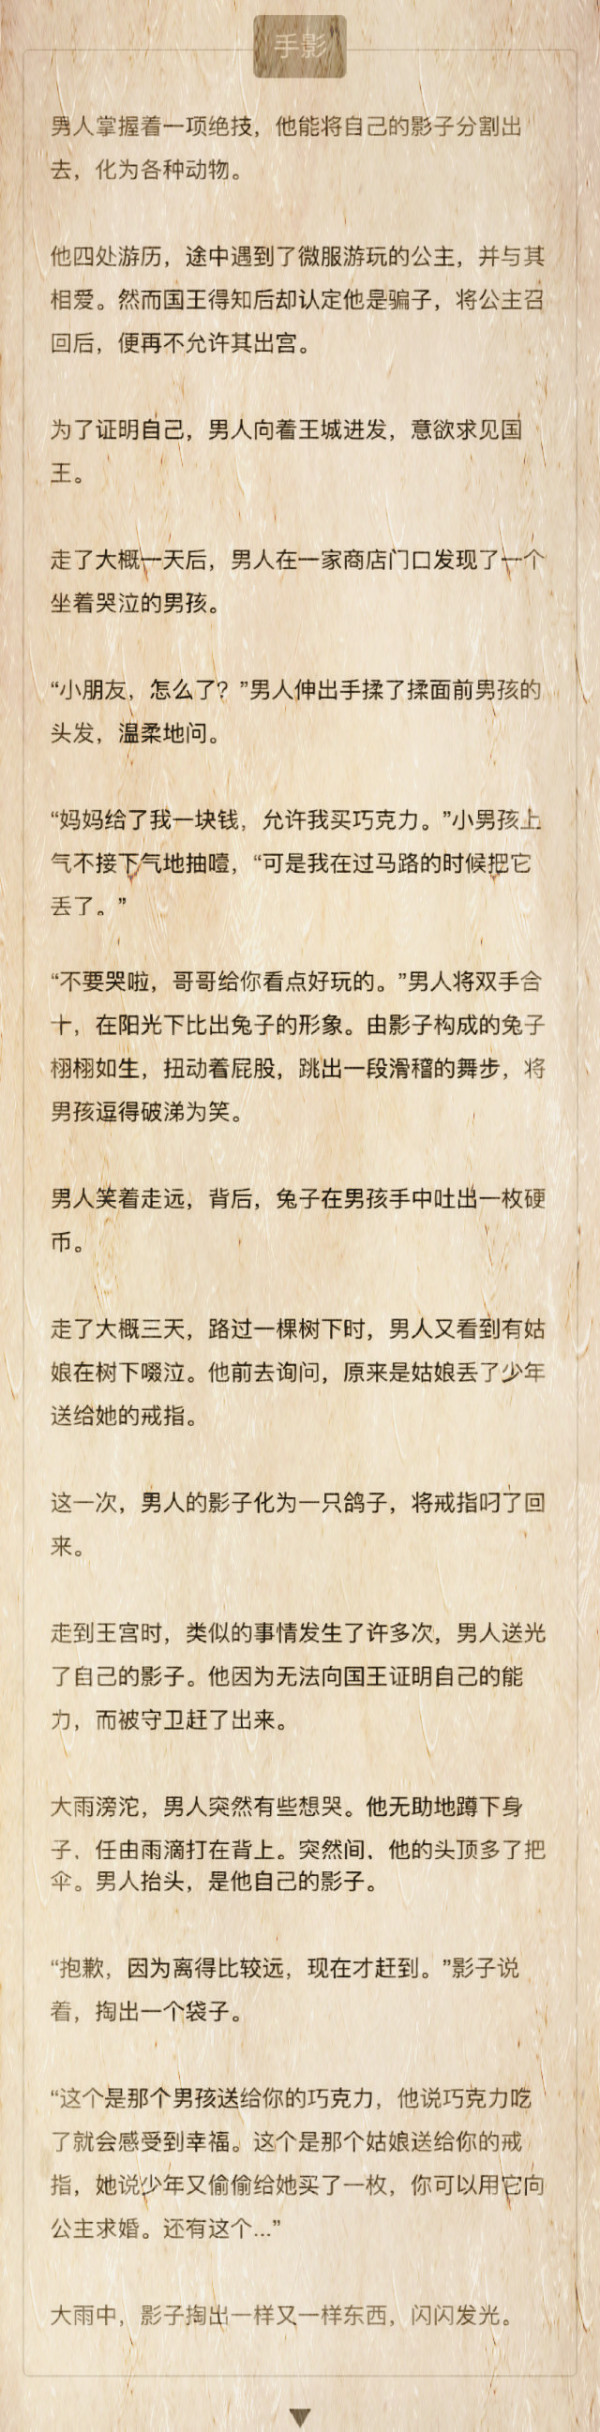 手影
男人掌握着一项绝技，他能将自己的影子分割出
去，化为各种动物。
他四处游历，途中遇到了微服游玩的公主，并与其
相爱。然而国王得知后却认定他是骗子，将公主召
回后，便再不允许其出宫。
为了证明自己，男人向着王城进发，意欲求见国
王。
走了大概一天后，男人在一家商店门口发现了一个
坐着哭泣的男孩。
“小朋友，怎么了？”男人伸出手揉了揉面前男孩的
头发，温柔地问。
“妈妈给了我一块钱，允许我买巧克力。”小男孩上
气不接下气地抽噎，“可是我在过马路的时候把它
丢了。”
“不要哭啦，哥哥给你看点好玩的。”男人将双手合
十，在阳光下比出兔子的形象。由影子构成的兔子
栩栩如生，扭动着屁股，跳出一段滑稽的舞步，将
男孩逗得破涕为笑。
男人笑着走远，背后，兔子在男孩手中吐出一枚硬
币。
走了大概三天，路过一棵树下时，男人又看到有姑
娘在树下啜泣。他前去询问，原来是姑娘丢了少年
送给她的戒指。
这一次，男人的影子化为一只鸽子，将戒指叼了回
来。
走到王宫时，类似的事情发生了许多次，男人送光
了自己的影子。他因为无法向国王证明自己的能
力，而被守卫赶了出来。
大雨滂沱，男人突然有些想哭。他无助地蹲下身
子，任由雨滴打在背上。突然间，他的头顶多了把
伞。男人抬头，是他自己的影子。
“抱歉，因为离得比较远，现在才赶到。”影子说
着，掏出一个袋子。
“这个是那个男孩送给你的巧克力，他说巧克力吃
了就会感受到幸福。这个是那个姑娘送给你的戒
指，她说少年又偷偷给她买了一枚，你可以用它向
公主求婚。还有这个...”
大雨中，影子掏出一样又一样东西，闪闪发光。